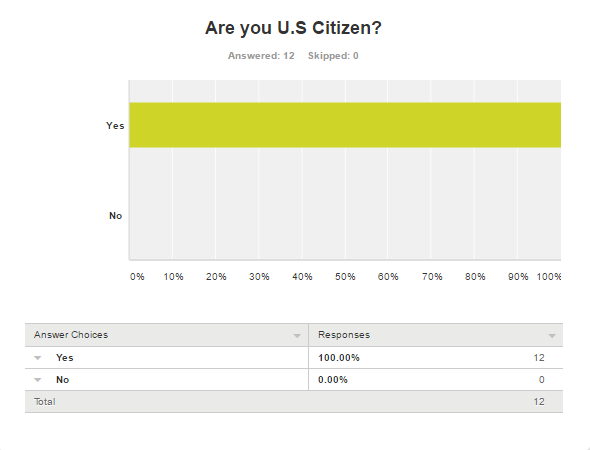 Are you U.S Citizen?
Answered: 12 Skipped: 0
Yes
No
0% 10% 20% 30% 40% 50% 60% 70% 80% 90% 100%
Answer Choices Responses
Yes 100.00% 12
No 0.00% 0
Total 12